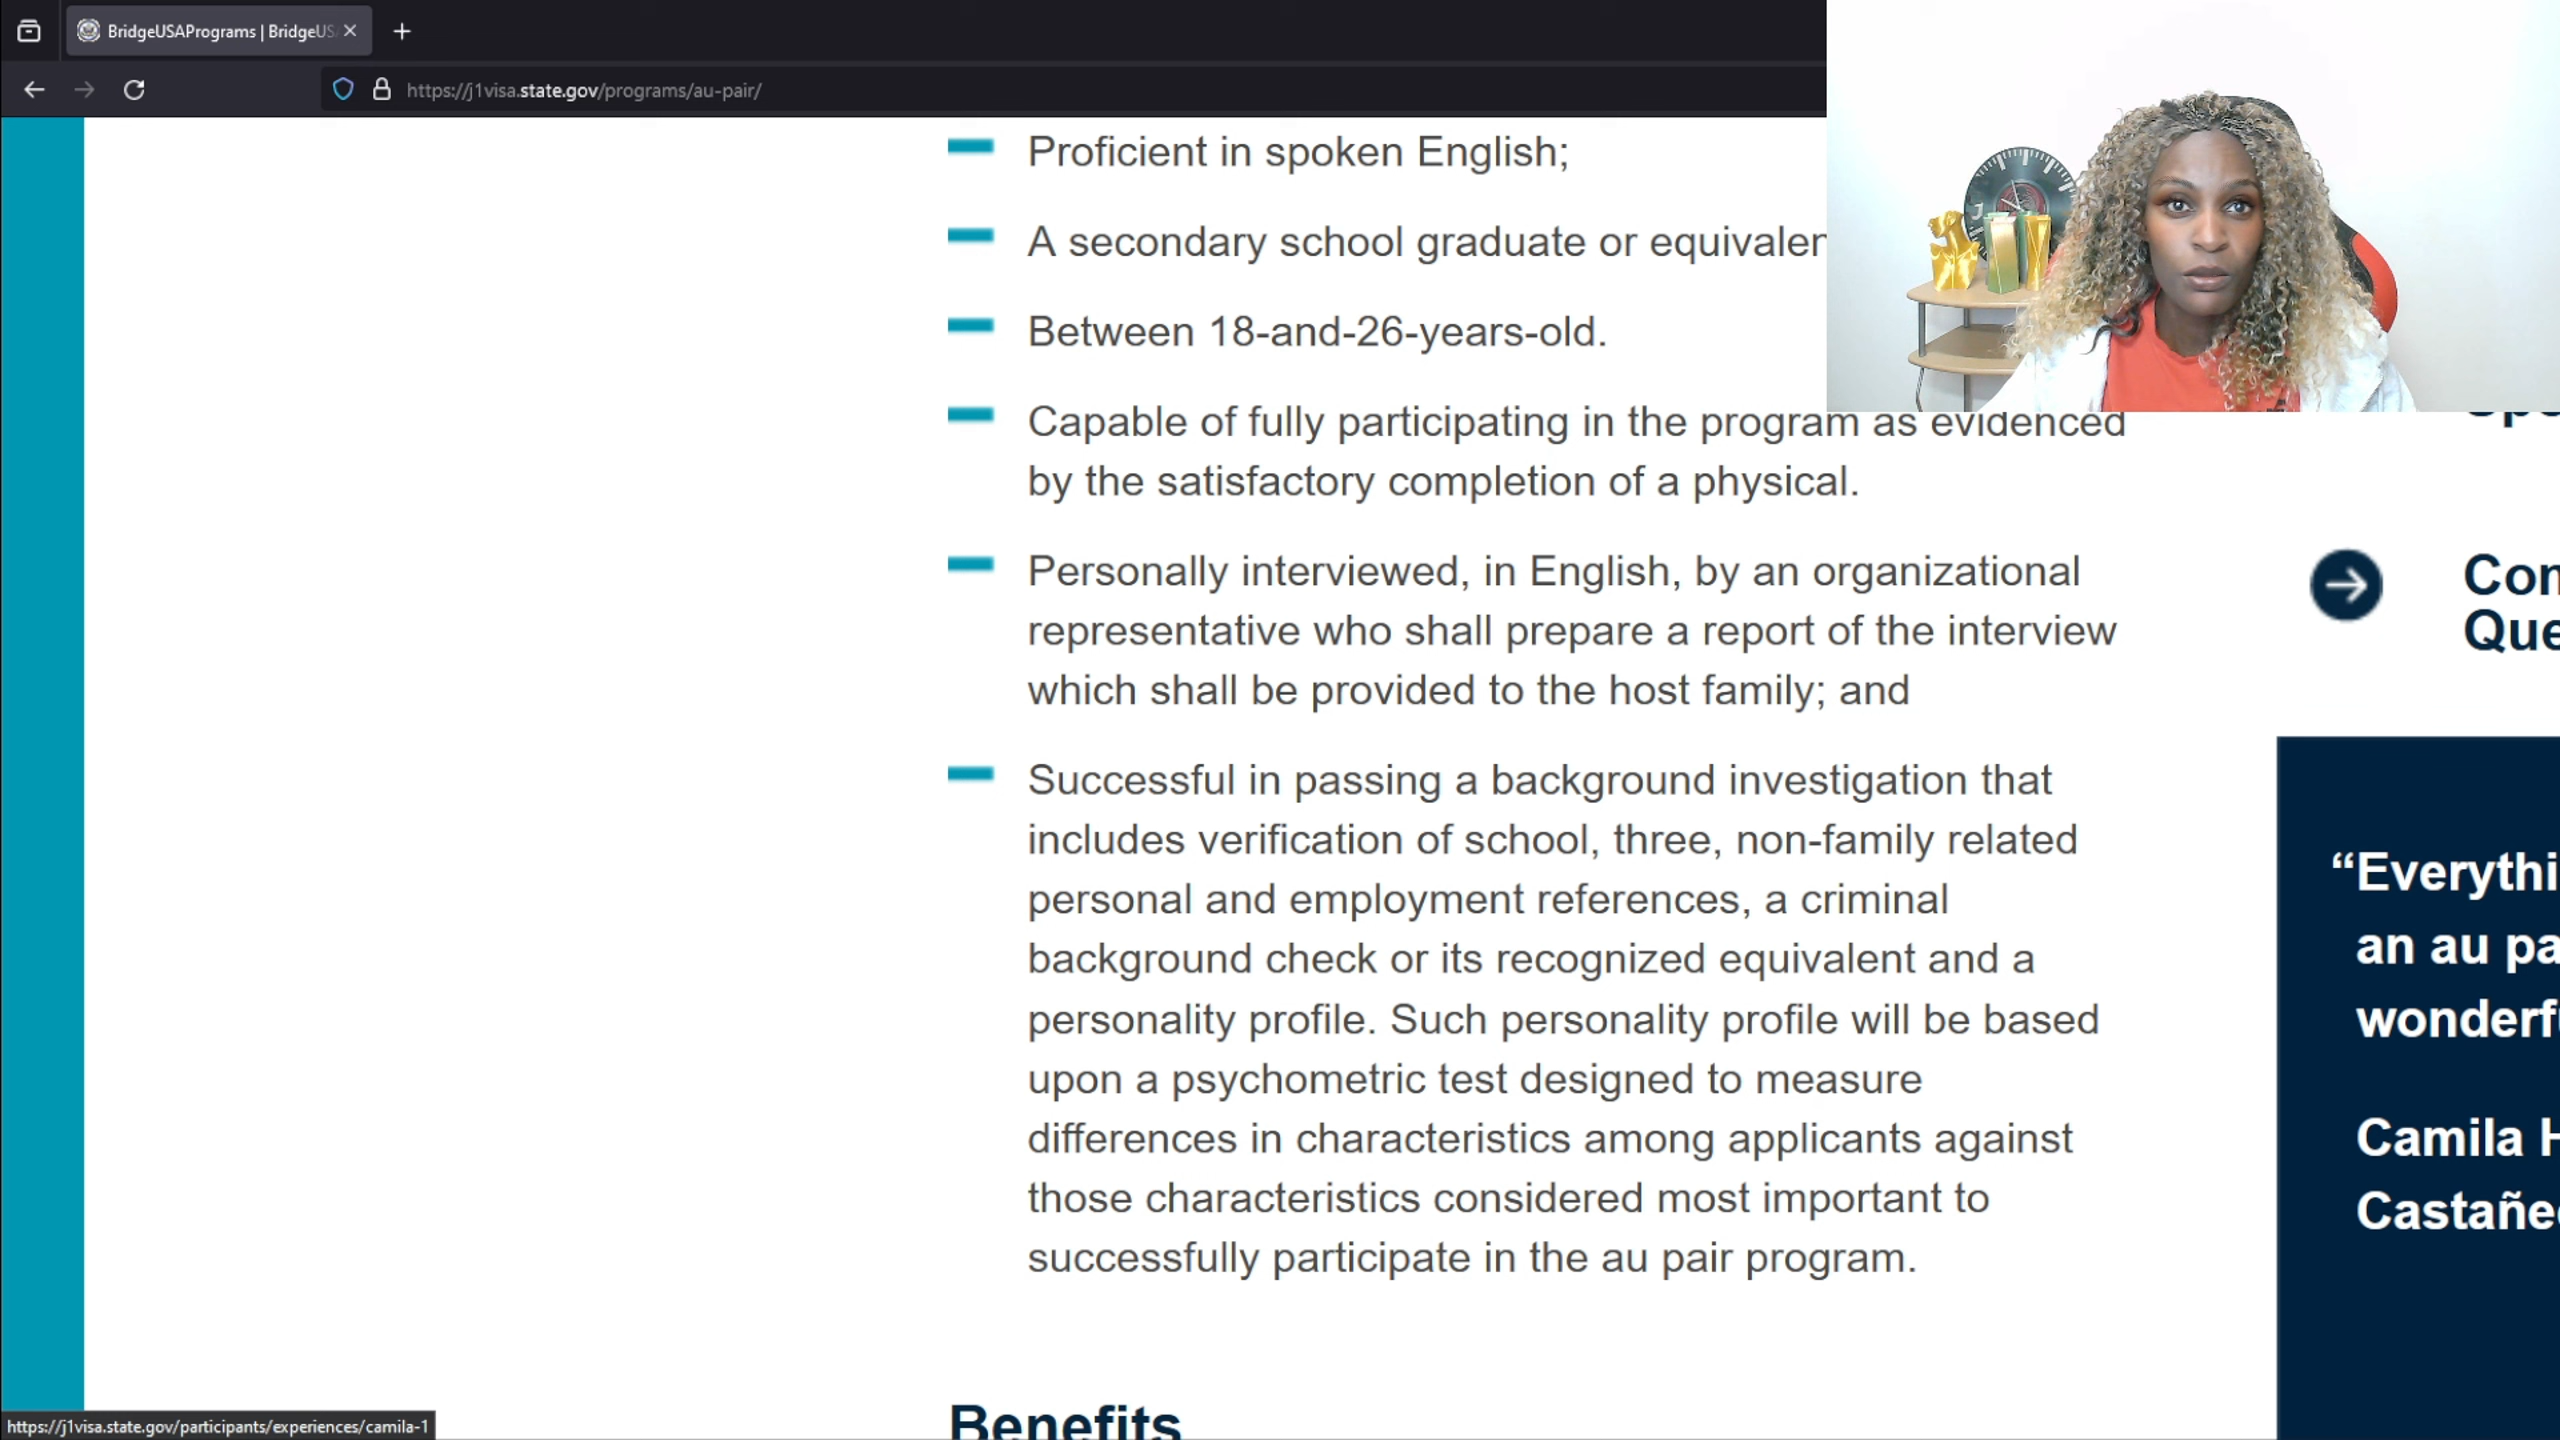 BridgeUSAPrograms | BridgeUS
https://j1visa.state.gov/programs/au-pair/
Proficient in spoken English;
A secondary school graduate or
Between 18-and-26-years-old.
Capable of fully participating in the program as evidenced
by the satisfactory completion of a physical.
Personally interviewed, in English, by an organizational
representative who shall prepare a report of the interview
which shall be provided to the host family; and
Successful in passing a background investigation that
includes verification of school, three, non-family related
personal and employment references, a criminal
background check or its recognized equivalent and a
personality profile. Such personality profile will be based
upon a psychometric test designed to measure
differences in characteristics among applicants against
those characteristics considered most important to
successfully participate in the au pair program.
Benefits
“Everythi
an au pa
wonderf
Camila H
Castañe
https://j1visa.state.gov/participants/experiences/camila-1